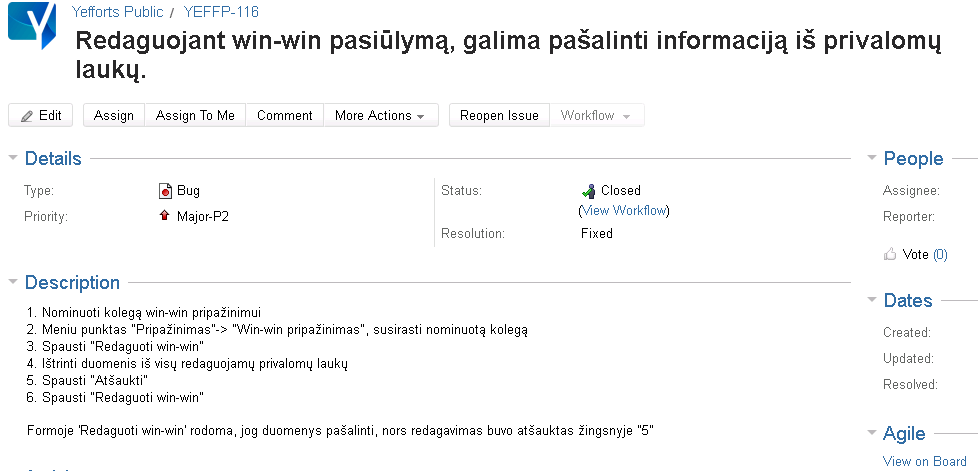 Yefforts Public / YEFFP-116
Redaguojant win-win pasiūlymą, galima pašalinti informaciją iš privalomų
laukų.
Edit Assign Assign To Me Comment More Actions Reopen Issue Workflow
Details
Type: Bug
Priority: Major-P2
Status: Closed
(View Workflow)
Resolution: Fixed
Description
1. Nominuoti kolegą win-win pripažinimui
2. Meniu punktas "Pripažinimas"-> "Win-win pripažinimas", susirasti nominuotą kolegą
3. Spausti "Redaguoti win-win"
4. Ištrinti duomenis iš visų redaguojamų privalomų laukų
5. Spausti "Atšaukti"
6. Spausti "Redaguoti win-win"
Formoje 'Redaguoti win-win' rodoma, jog duomenys pašalinti, nors redagavimas buvo atšauktas žingsnyje "5"
People
Assignee:
Reporter:
Vote (0)
Dates
Created:
Updated:
Resolved:
Agile
View on Board